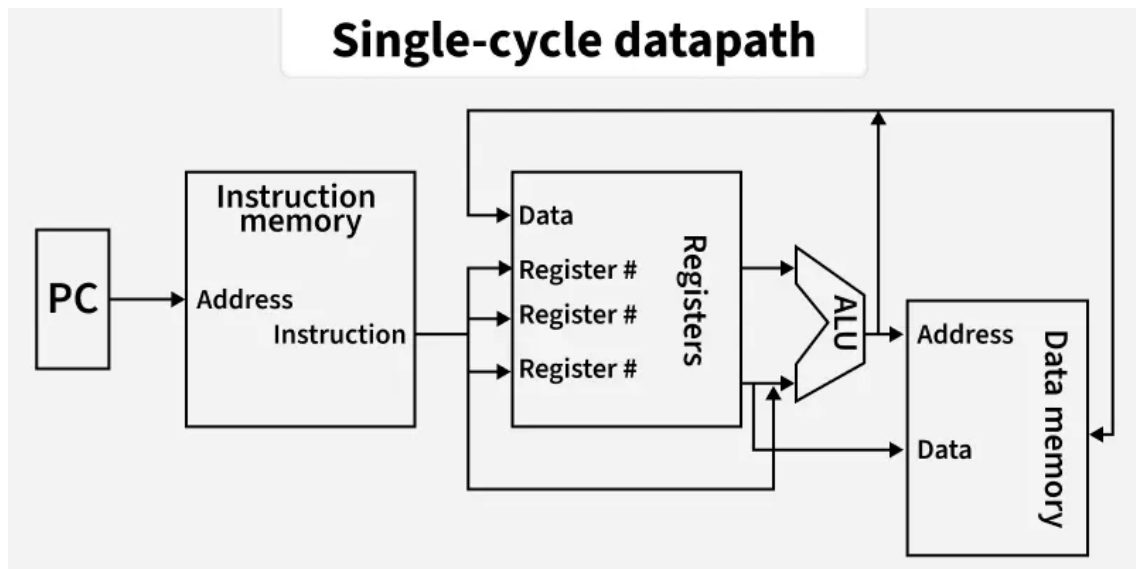 Single-cycle datapath
PC
Instruction
memory
Address
Instruction
Data
Register #
Register #
Register #
Registers
ALU
Address
Data
Data memory